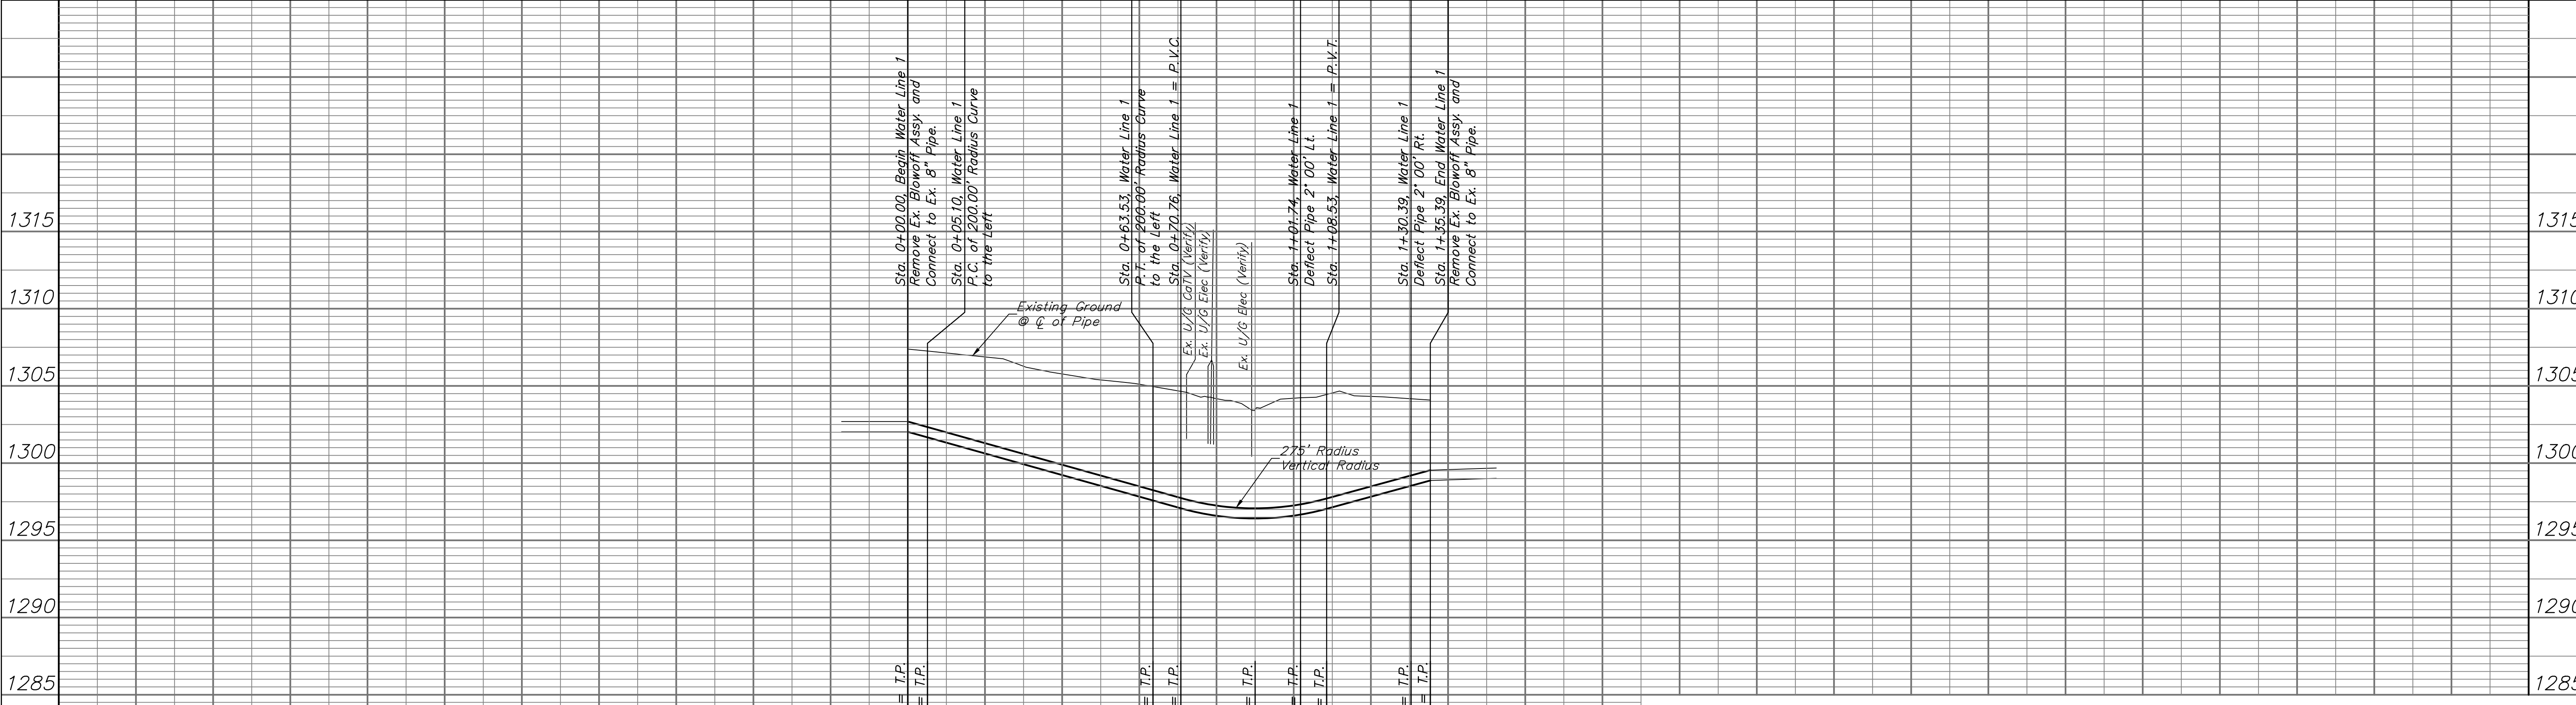 Sta. 0+00.00, Begin Water Line 1
Remove Ex. Blowoff Assy. and
Connect to Ex. 8" Pipe.
Sta. 0+05.10, Water Line 1
P.C. of 200.00' Radius Curve
to the Left
Sta. 0+63.53, Water Line 1
P.T. of 200.00' Radius Curve
to the Left
Sta. 0+70.76, Water Line 1 = P.V.C.
Ex. U/G CaTV (Verify)
Ex. U/G Elec (Verify)
Ex. U/G Elec (Verify)
Sta. 1+01.74, Water Line 1
Deflect Pipe 2° 00' Lt.
Sta. 1+08.53, Water Line 1 = P.V.T.
Sta. 1+30.39, Water Line 1
Deflect Pipe 2° 00' Rt.
Sta. 1+35.39, End Water Line 1
Remove Ex. Blowoff Assy. and
Connect to Ex. 8" Pipe.
Existing Ground
@ ℄ of Pipe
275' Radius
Vertical Radius
1315
1310
1305
1300
1295
1290
1285
1315
1310
1305
1300
1295
1290
1285
= T.P.
= T.P.
= T.P.
= T.P.
= T.P.
= T.P.
= T.P.
= T.P.
= T.P.